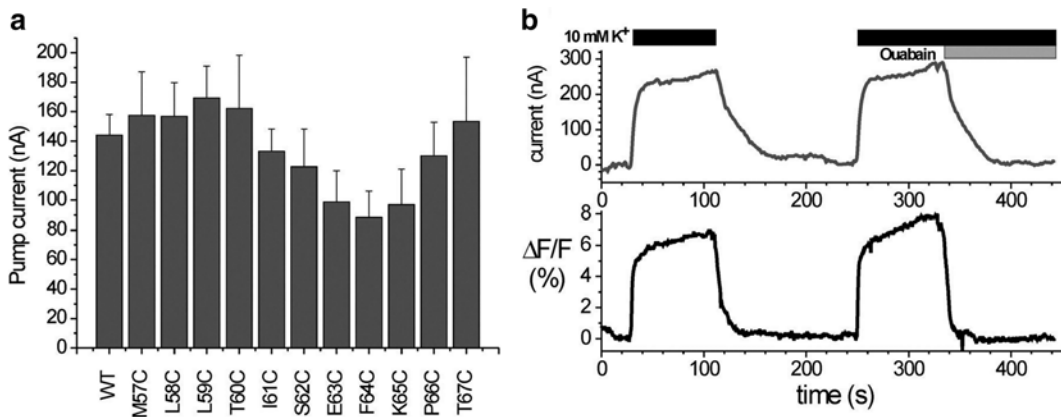 a
Pump current (nA)
200
180
160
140
120
100
80
60
40
20
0
WT
M57C
L58C
L59C
T60C
I61C
S62C
E63C
F64C
K65C
P66C
T67C
b
10 mM K+
Ouabain
current (nA)
300
200
100
0
0 100 200 300 400
ΔF/F
(%)
8
6
4
2
0
0 100 200 300 400
time (s)